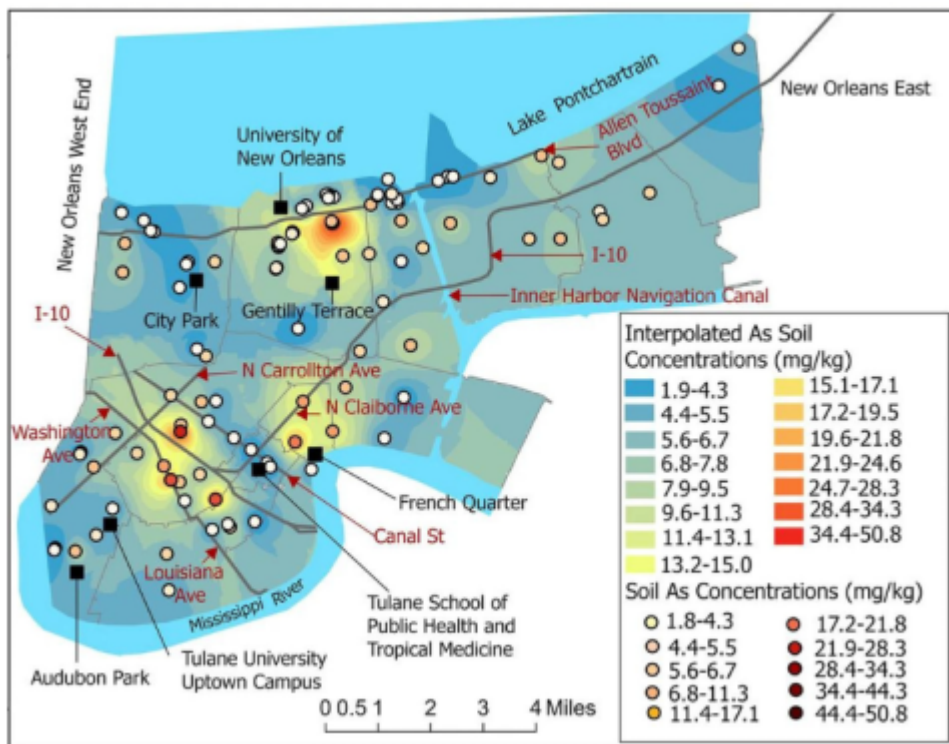 New Orleans West End
University of
New Orleans
Lake Pontchartrain
Allen Toussaint
Blvd
New Orleans East
I-10
City Park
Gentilly Terrace
Inner Harbor Navigation Canal
I-10
N Carrollton Ave
N Claiborne Ave
Washington
Ave
French Quarter
Canal St
Louisiana
Ave
Mississippi River
Tulane School of
Public Health and
Tropical Medicine
Tulane University
Uptown Campus
Audubon Park
0 0.5 1 2 3 4 Miles
Interpolated As Soil
Concentrations (mg/kg)
1.9-4.3
4.4-5.5
5.6-6.7
6.8-7.8
7.9-9.5
9.6-11.3
11.4-13.1
13.2-15.0
15.1-17.1
17.2-19.5
19.6-21.8
21.9-24.6
24.7-28.3
28.4-34.3
34.4-50.8
Soil As Concentrations (mg/kg)
1.8-4.3
4.4-5.5
5.6-6.7
6.8-11.3
11.4-17.1
17.2-21.8
21.9-28.3
28.4-34.3
34.4-44.3
44.4-50.8